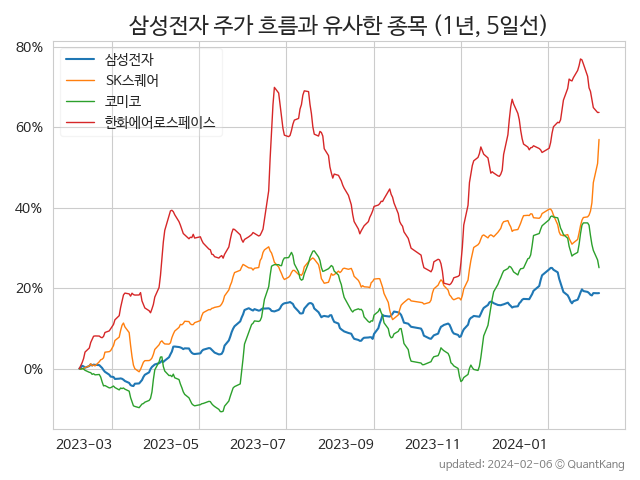 삼성전자 주가 흐름과 유사한 종목 (1년, 5일선)
80%
60%
40%
20%
0%
삼성전자
SK스퀘어
코미코
한화에어로스페이스
2023-03 2023-05 2023-07 2023-09 2023-11 2024-01
updated: 2024-02-06 © QuantKang